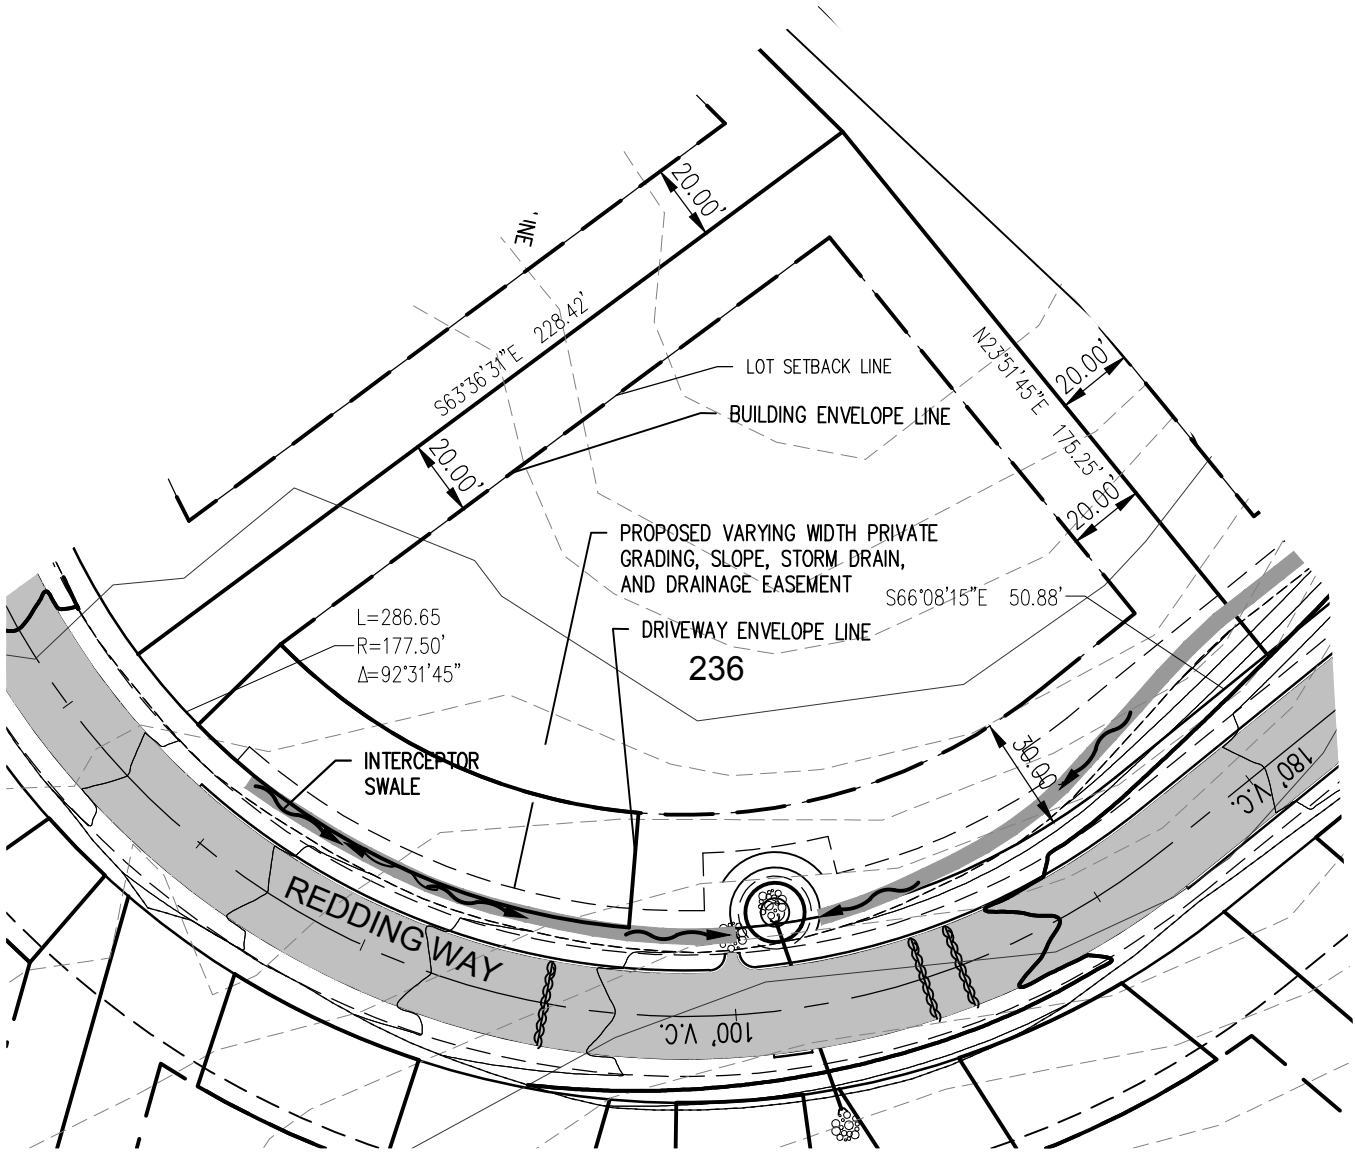 20.00'
INE
S63°36'31"E 228.42'
N23°51'45"E 175.25'
20.00'
LOT SETBACK LINE
BUILDING ENVELOPE LINE
20.00'
20.00'
PROPOSED VARYING WIDTH PRIVATE
GRADING, SLOPE, STORM DRAIN,
AND DRAINAGE EASEMENT
S66°08'15"E 50.88'
L=286.65
R=177.50'
Δ=92°31'45"
DRIVEWAY ENVELOPE LINE
236
INTERCEPTOR
SWALE
30.00'
180' V.C.
REDDING WAY
100' V.C.